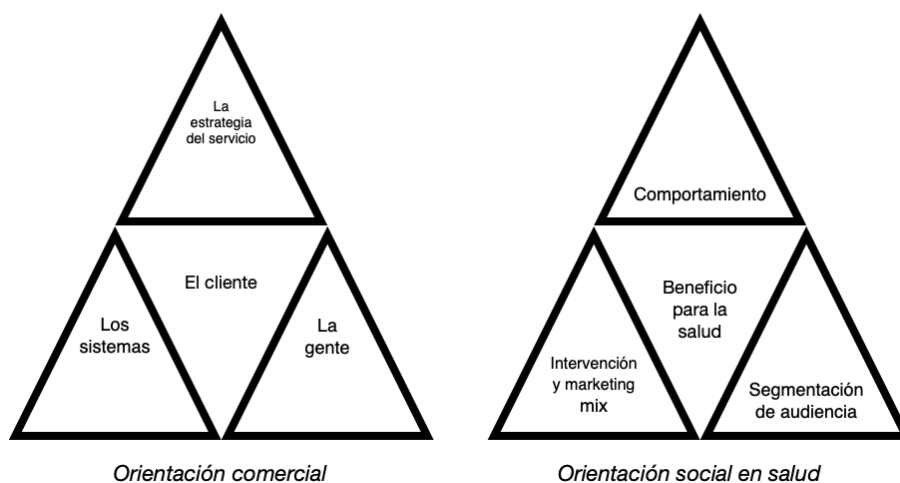 La
estrategia
del servicio
El cliente
Los
sistemas
La
gente
Orientación comercial
Comportamiento
Beneficio
para la
salud
Intervención
y marketing
mix
Segmentación
de audiencia
Orientación social en salud